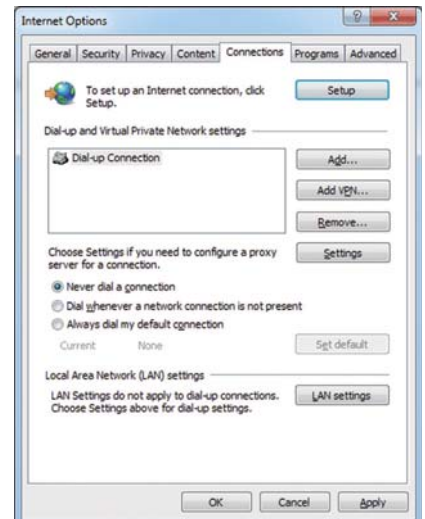 Internet Options
General Security Privacy Content Connections Programs Advanced
To set up an Internet connection, click
Setup.
Setup
Dial-up and Virtual Private Network settings
Dial-up Connection
Add...
Add VPN...
Remove...
Choose Settings if you need to configure a proxy
server for a connection.
Settings
Never dial a connection
Dial whenever a network connection is not present
Always dial my default connection
Current None
Set default
Local Area Network (LAN) settings
LAN Settings do not apply to dial-up connections.
Choose Settings above for dial-up settings.
LAN settings
OK Cancel Apply